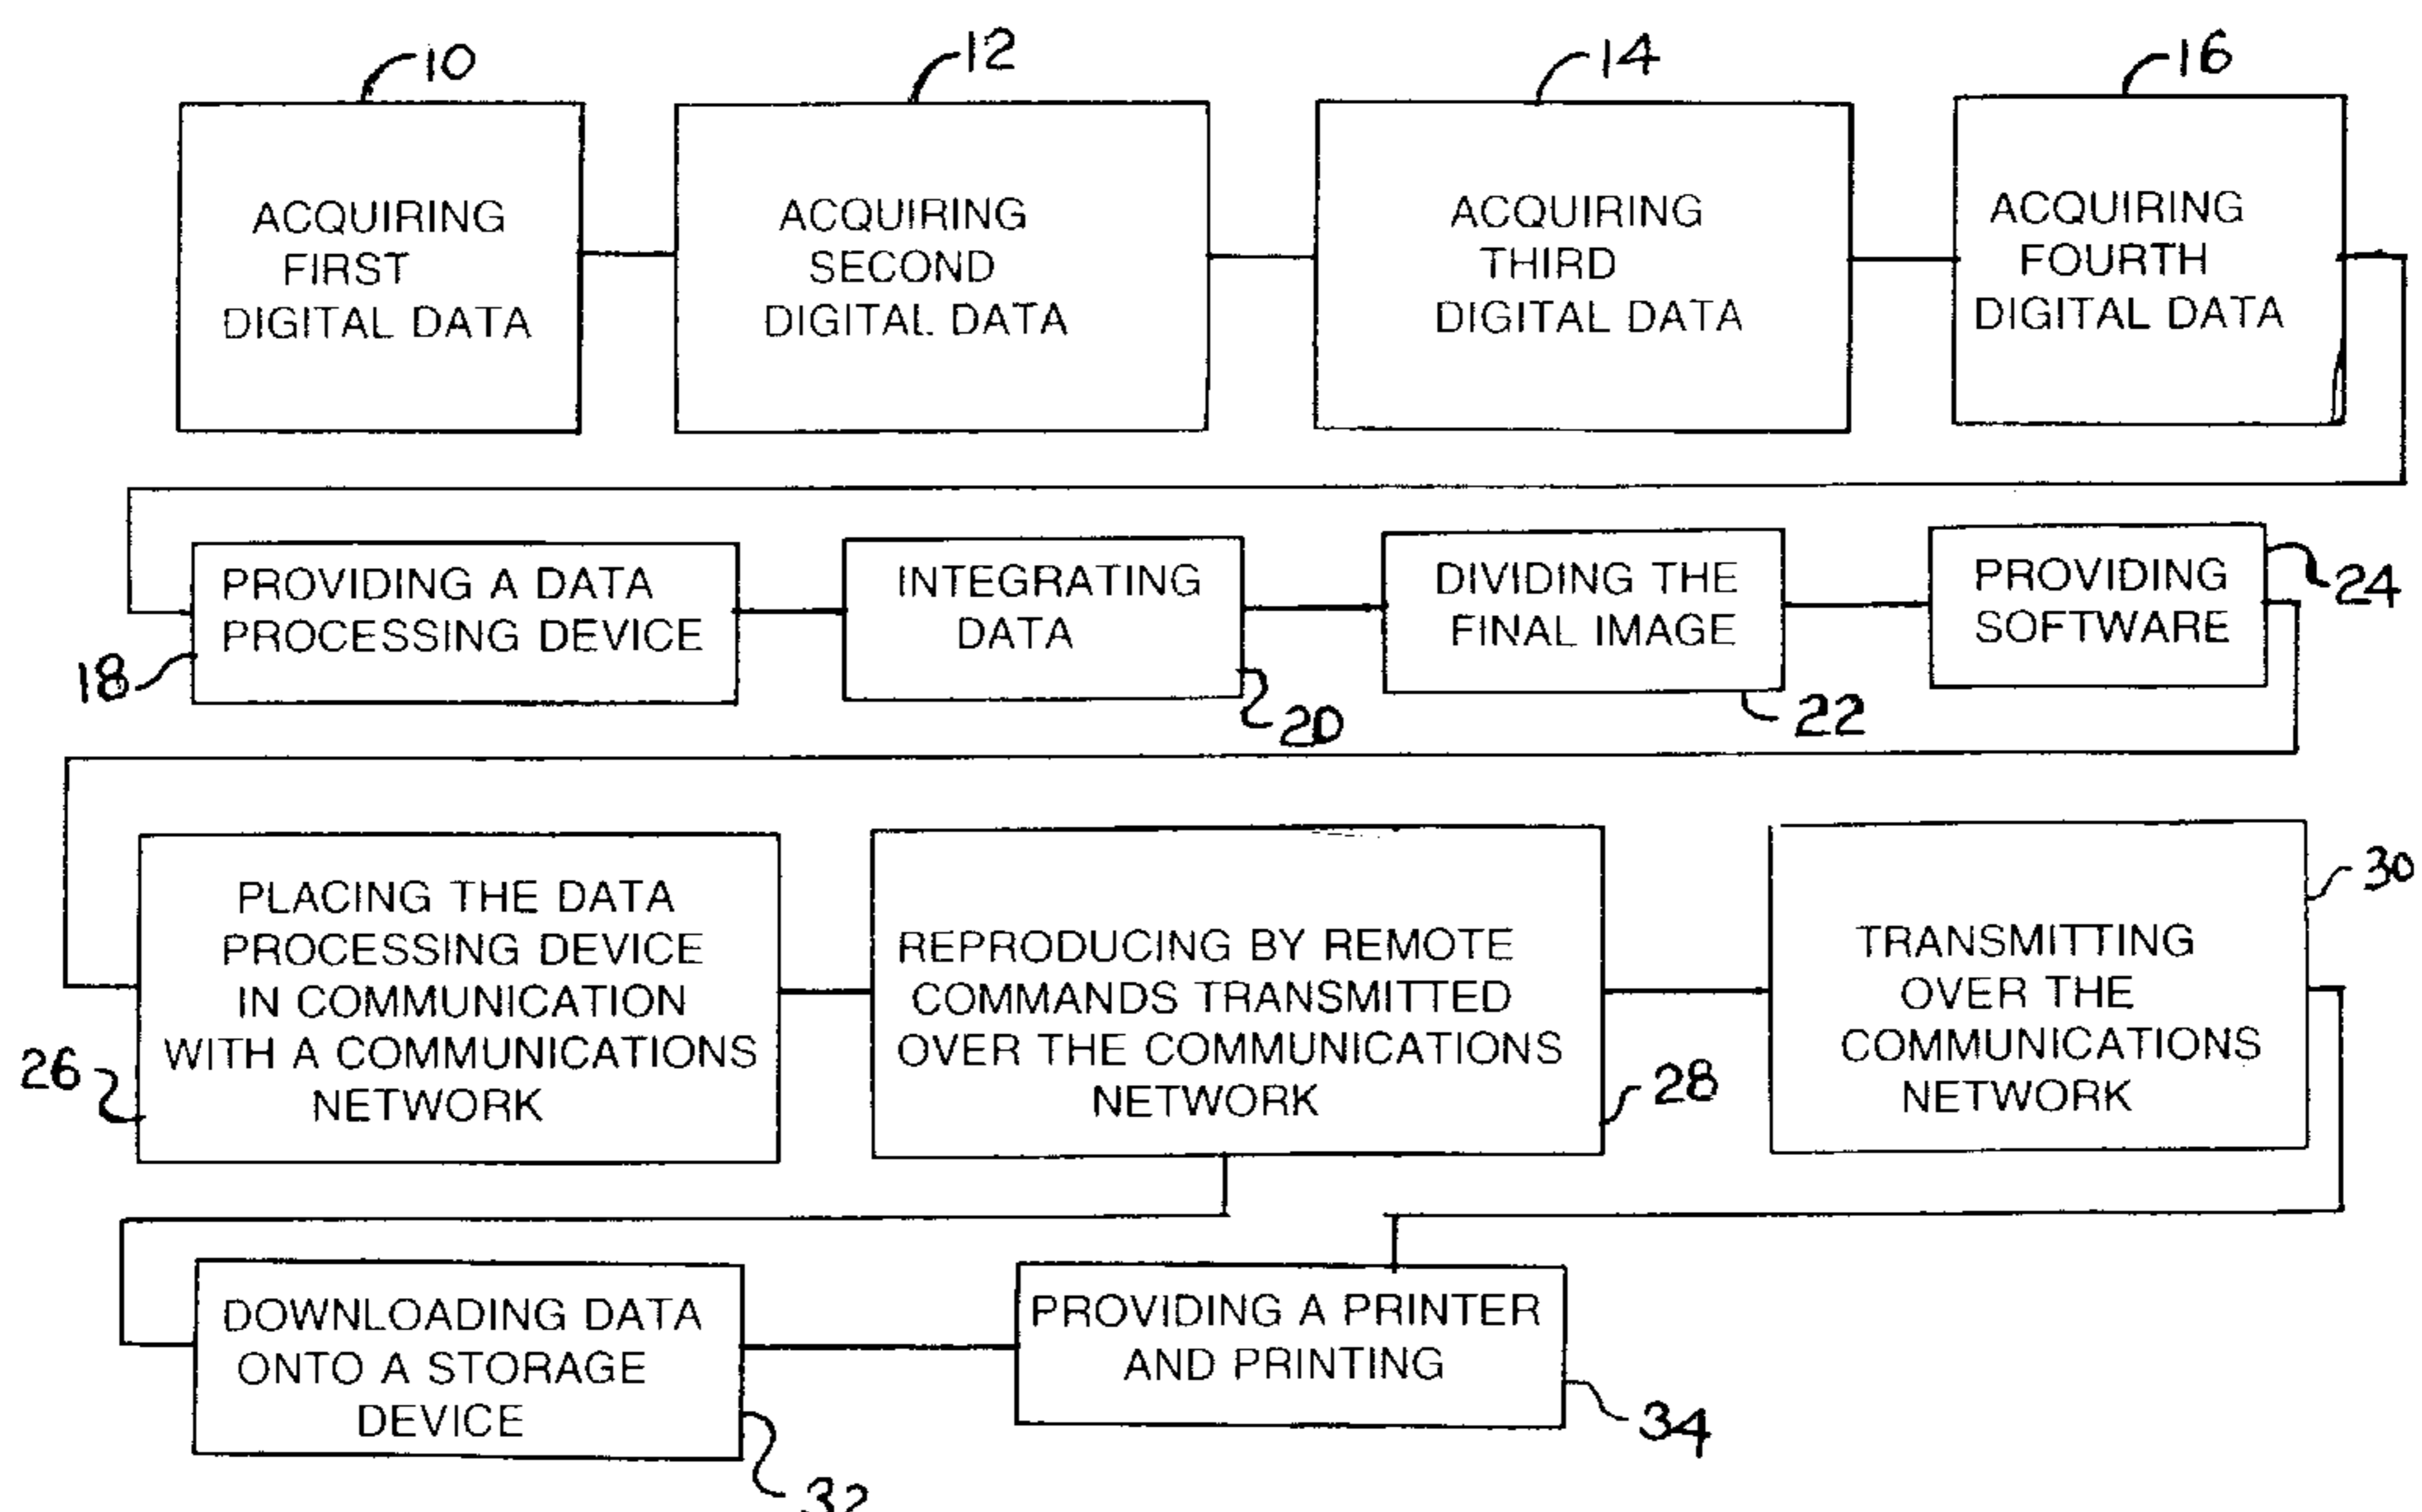 10
12
14
16
ACQUIRING
FIRST
DIGITAL DATA
ACQUIRING
SECOND
DIGITAL DATA
ACQUIRING
THIRD
DIGITAL DATA
ACQUIRING
FOURTH
DIGITAL DATA
PROVIDING A DATA
PROCESSING DEVICE
18
INTEGRATING
DATA
20
DIVIDING THE
FINAL IMAGE
22
PROVIDING
SOFTWARE
24
PLACING THE DATA
PROCESSING DEVICE
IN COMMUNICATION
WITH A COMMUNICATIONS
NETWORK
26
REPRODUCING BY REMOTE
COMMANDS TRANSMITTED
OVER THE COMMUNICATIONS
NETWORK
28
TRANSMITTING
OVER THE
COMMUNICATIONS
NETWORK
30
DOWNLOADING DATA
ONTO A STORAGE
DEVICE
32
PROVIDING A PRINTER
AND PRINTING
34